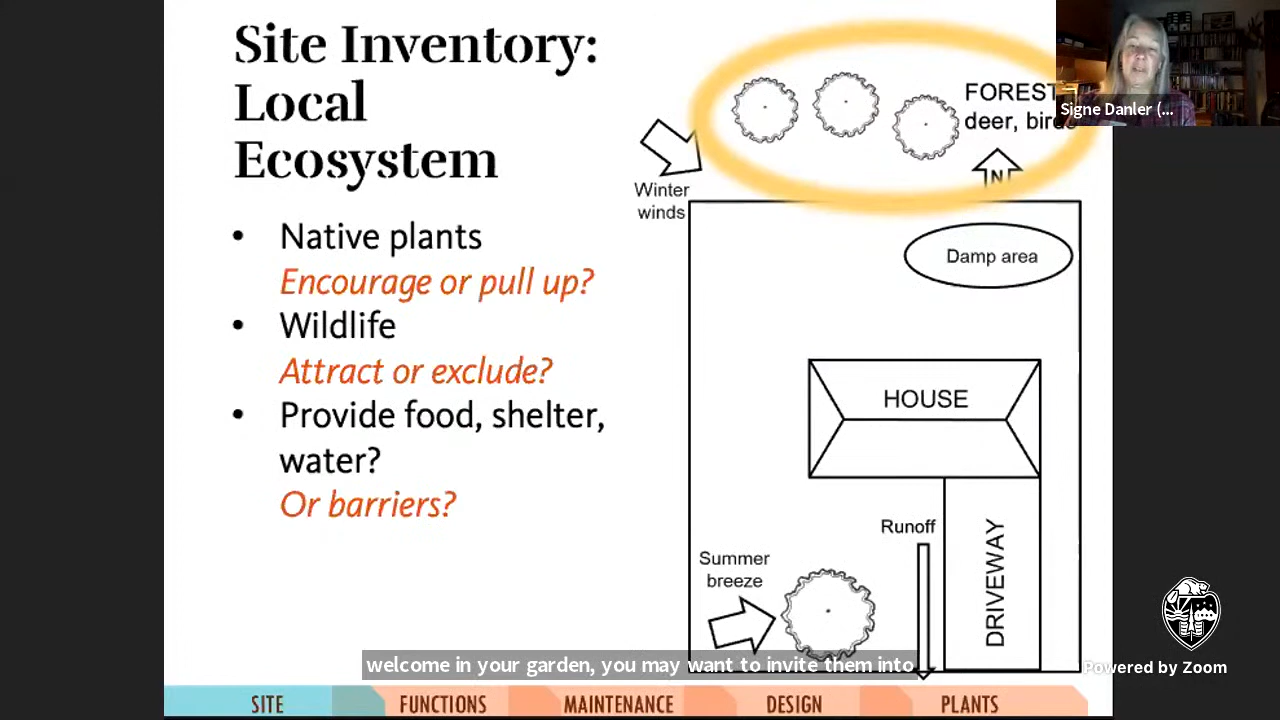 Site Inventory:
Local
Ecosystem
• Native plants
Encourage or pull up?
• Wildlife
Attract or exclude?
• Provide food, shelter,
water?
Or barriers?
FOREST
deer, birds
N
Winter
winds
Damp area
HOUSE
Runoff
DRIVEWAY
Summer
breeze
Signe Danler (...
welcome in your garden, you may want to invite them into
Powered by Zoom
SITE
FUNCTIONS
MAINTENANCE
DESIGN
PLANTS